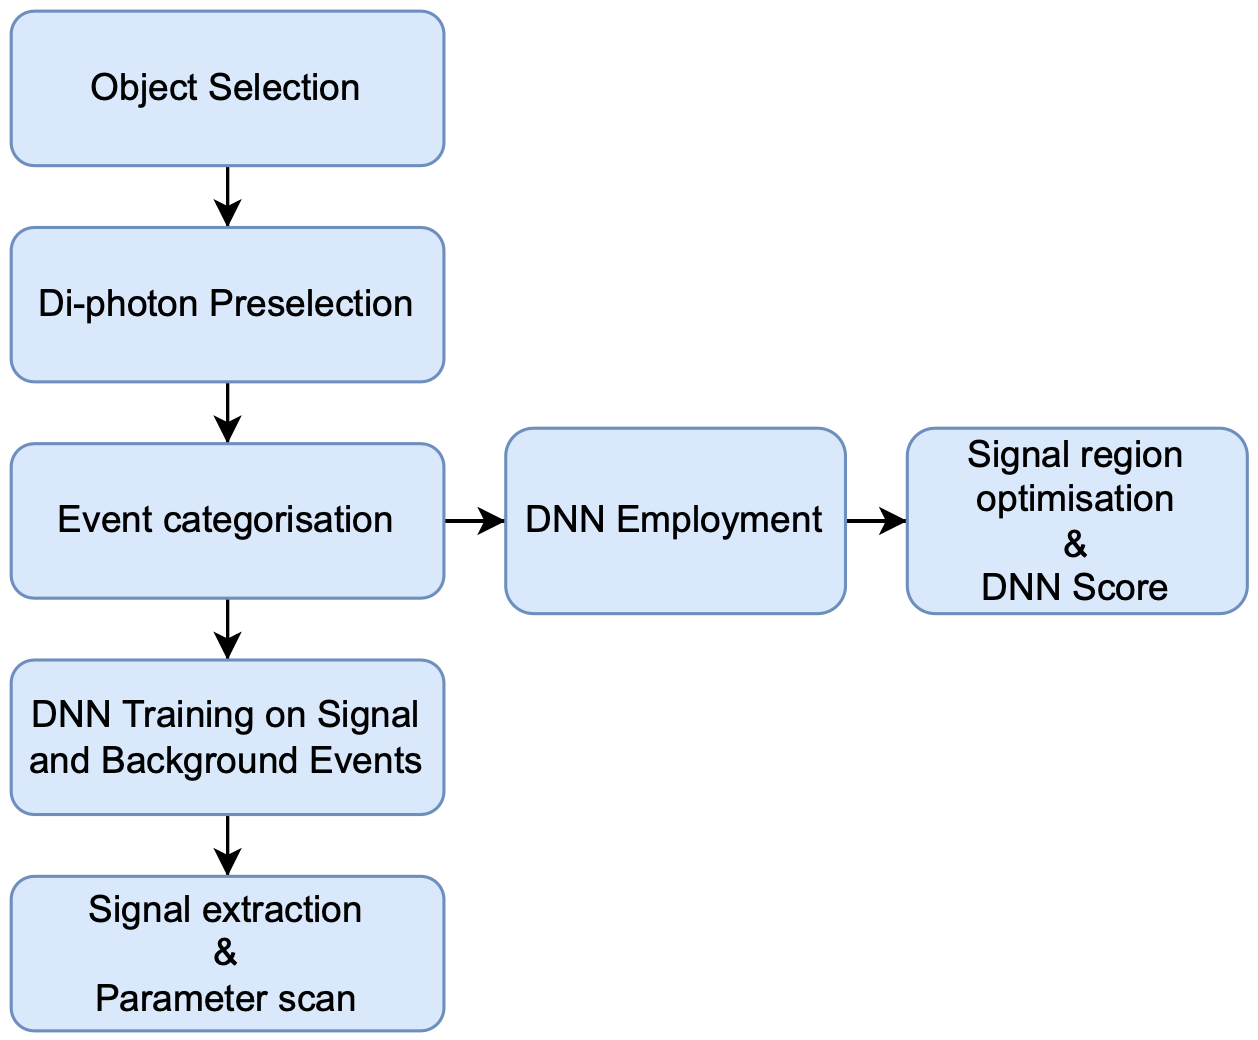 Object Selection
Di-photon Preselection
Event categorisation
DNN Employment
Signal region
optimisation
&
DNN Score
DNN Training on Signal
and Background Events
Signal extraction
&
Parameter scan